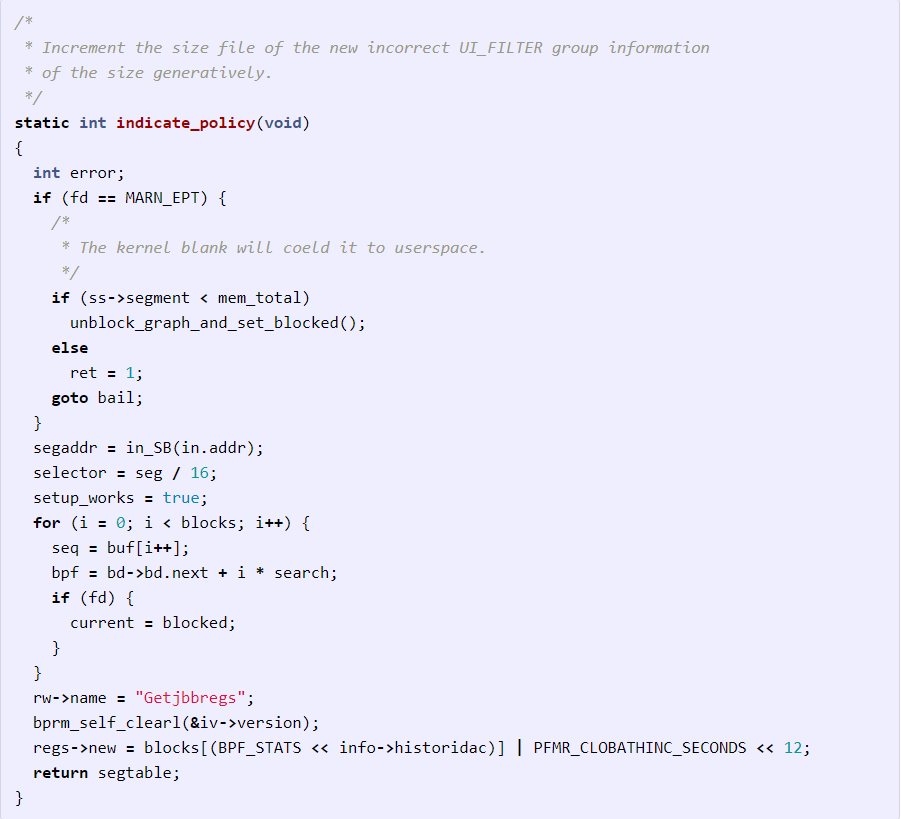 /*
 * Increment the size file of the new incorrect UI_FILTER group information
 * of the size generatively.
 */
static int indicate_policy(void)
{
  int error;
  if (fd == MARN_EPT) {
    /*
     * The kernel blank will coeld it to userspace.
     */
    if (ss->segment < mem_total)
      unblock_graph_and_set_blocked();
    else
      ret = 1;
    goto bail;
  }
  segaddr = in_SB(in.addr);
  selector = seg / 16;
  setup_works = true;
  for (i = 0; i < blocks; i++) {
    seq = buf[i++];
    bpf = bd->bd.next + i * search;
    if (fd) {
      current = blocked;
    }
  }
  rw->name = "Getjbbregs";
  bprm_self_clearl(&iv->version);
  regs->new = blocks[(BPF_STATS << info->historidac)] | PFMR_CLOBATHINC_SECONDS << 12;
  return segtable;
}